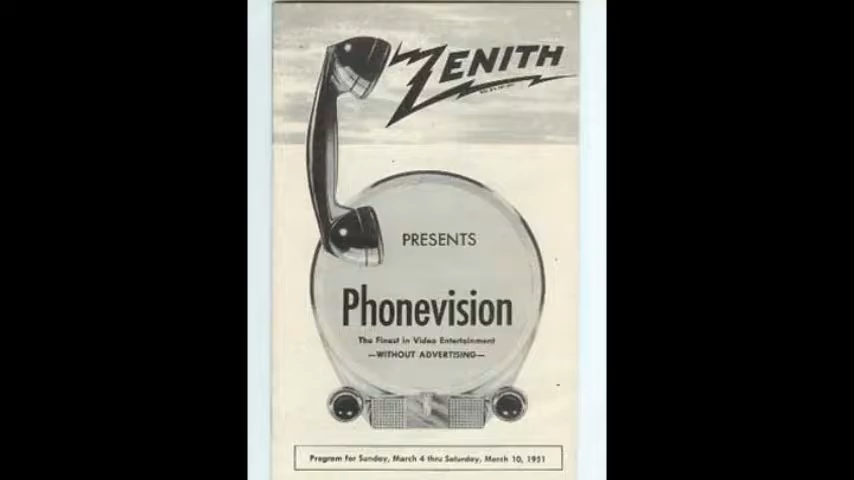 ZENITH
PRESENTS
Phonevision
The Finest in Video Entertainment
—WITHOUT ADVERTISING—
Program for Sunday, March 4 thru Saturday, March 10, 1951